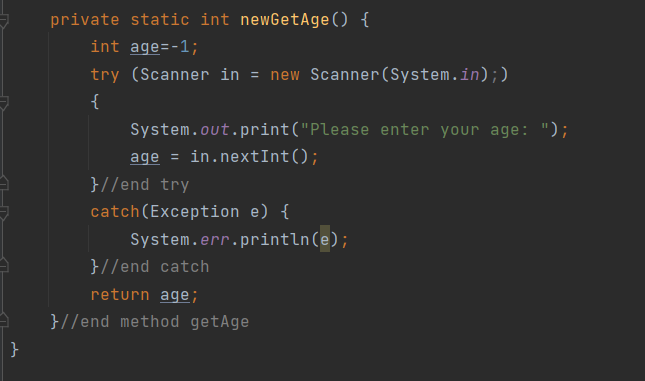 private static int newGetAge() {
int age=-1;
try (Scanner in = new Scanner(System.in);)
{
System.out.print("Please enter your age: ");
age = in.nextInt();
}//end try
catch(Exception e) {
System.err.println(e);
}//end catch
return age;
}//end method getAge
}